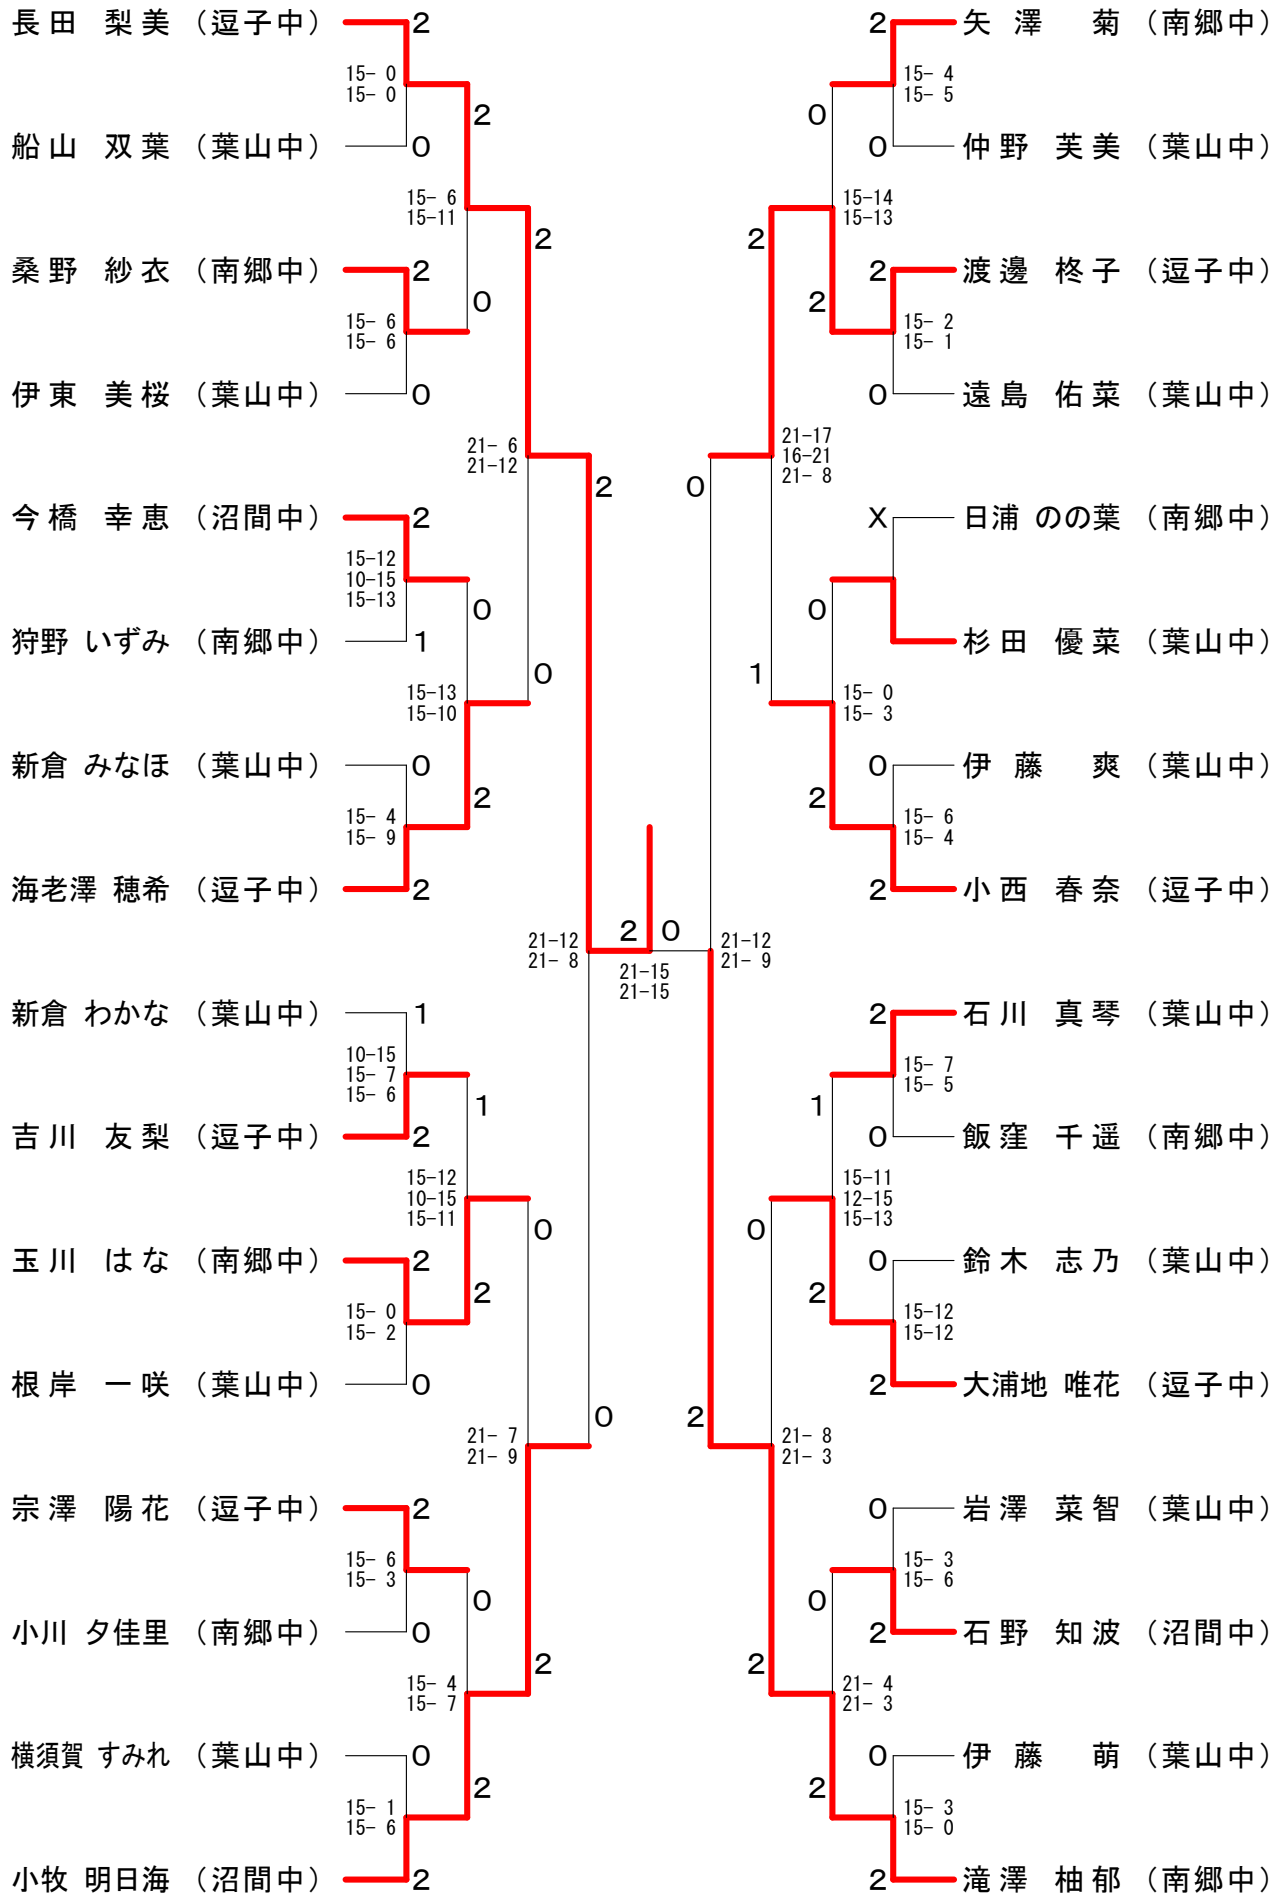 長田 梨美 (逗子中) 2
15- 0
15- 0
2
船山 双葉 (葉山中) 0
15- 6
15-11
2
桑野 紗衣 (南郷中) 2
0
15- 6
15- 6
伊東 美桜 (葉山中) 0
21- 6
21-12
2
今橋 幸恵 (沼間中) 2
15-12
10-15
15-13
0
狩野 いずみ (南郷中) 1
0
15-13
15-10
新倉 みなほ (葉山中) 0
2
15- 4
15- 9
海老澤 穂希 (逗子中) 2
21-12
21- 8
新倉 わかな (葉山中) 1
10-15
15- 7
15- 6
1
吉川 友梨 (逗子中) 2
15-12
10-15
15-11
0
玉川 はな (南郷中) 2
2
15- 0
15- 2
根岸 一咲 (葉山中) 0
0
21- 7
21- 9
宗澤 陽花 (逗子中) 2
15- 6
15- 3
0
小川 夕佳里 (南郷中) 0
2
15- 4
15- 7
横須賀 すみれ (葉山中) 0
2
15- 1
15- 6
小牧 明日海 (沼間中) 2
2 0
21-15
21-15
2 矢澤 菊 (南郷中)
15- 4
15- 5
0
0 仲野 芙美 (葉山中)
15-14
15-13
2
2 渡邊 柊子 (逗子中)
2
15- 2
15- 1
0 遠島 佑菜 (葉山中)
21-17
16-21
21- 8
0
X 日浦 のの葉 (南郷中)
0
杉田 優菜 (葉山中)
1
15- 0
15- 3
0 伊藤 爽 (葉山中)
2
15- 6
15- 4
2 小西 春奈 (逗子中)
21-12
21- 9
2 石川 真琴 (葉山中)
15- 7
15- 5
1
0 飯窪 千遥 (南郷中)
15-11
12-15
15-13
0
0 鈴木 志乃 (葉山中)
2
15-12
15-12
2 大浦地 唯花 (逗子中)
2
21- 8
21- 3
0 岩澤 菜智 (葉山中)
15- 3
15- 6
0
2 石野 知波 (沼間中)
2
21- 4
21- 3
0 伊藤 萌 (葉山中)
2
15- 3
15- 0
2 滝澤 柚郁 (南郷中)